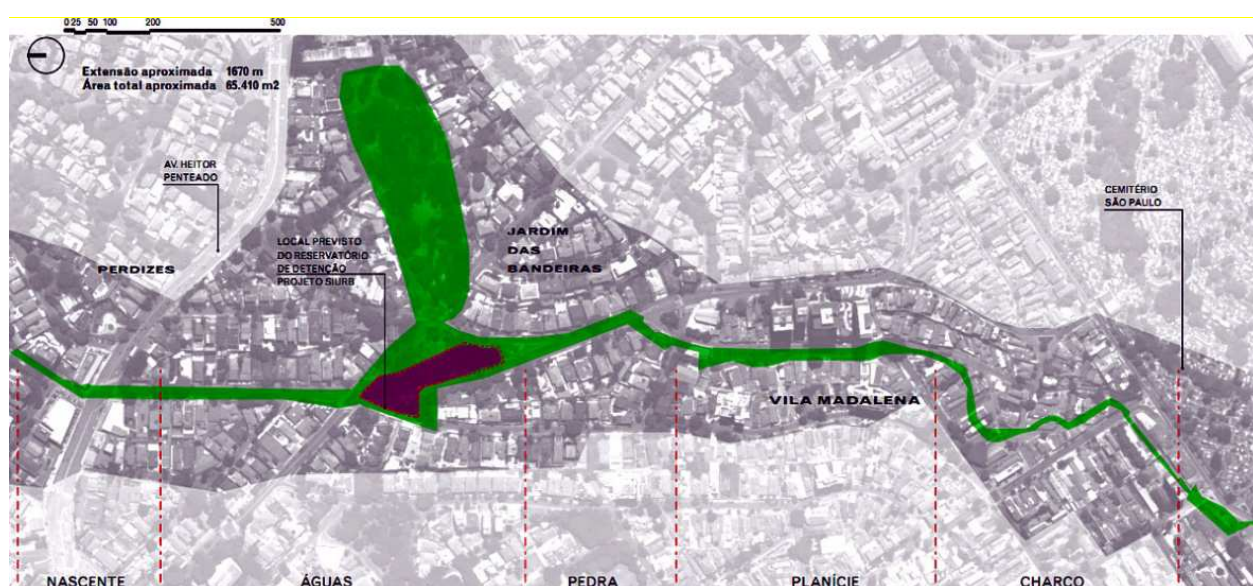 0 25 50 100 200 500
Extensão aproximada 1670 m
Área total aproximada 65.410 m2
AV. HEITOR
PENTEADO
PERDIZES
LOCAL PREVISTO
DO RESERVATÓRIO
DE DETENÇÃO
PROJETO SIURB
JARDIM
DAS
BANDEIRAS
CEMITÉRIO
SÃO PAULO
VILA MADALENA
NASCENTE ÁGUAS PEDRA PLANÍCIE CHARCO